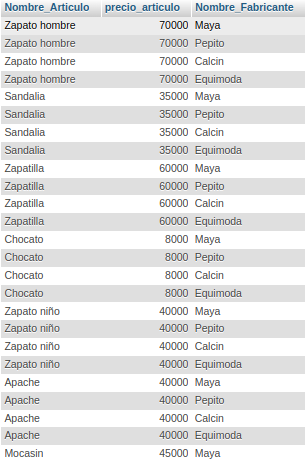 Nombre_Articulo precio_articulo Nombre_Fabricante
Zapato hombre 70000 Maya
Zapato hombre 70000 Pepito
Zapato hombre 70000 Calcin
Zapato hombre 70000 Equimoda
Sandalia 35000 Maya
Sandalia 35000 Pepito
Sandalia 35000 Calcin
Sandalia 35000 Equimoda
Zapatilla 60000 Maya
Zapatilla 60000 Pepito
Zapatilla 60000 Calcin
Zapatilla 60000 Equimoda
Chocato 8000 Maya
Chocato 8000 Pepito
Chocato 8000 Calcin
Chocato 8000 Equimoda
Zapato niño 40000 Maya
Zapato niño 40000 Pepito
Zapato niño 40000 Calcin
Zapato niño 40000 Equimoda
Apache 40000 Maya
Apache 40000 Pepito
Apache 40000 Calcin
Apache 40000 Equimoda
Mocasin 45000 Maya